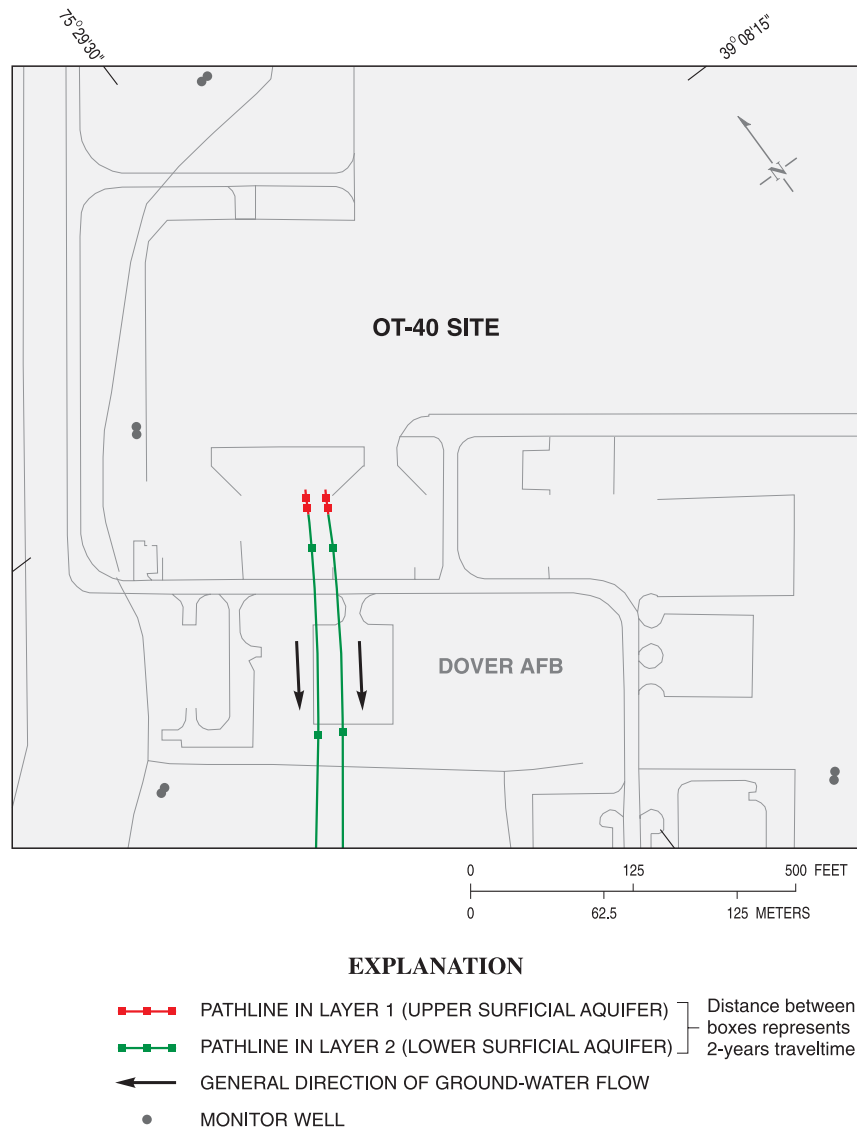 75°29'30"
39°08'15"
N
OT-40 SITE
DOVER AFB
0 125 500 FEET
0 62.5 125 METERS
EXPLANATION
PATHLINE IN LAYER 1 (UPPER SURFICIAL AQUIFER)
PATHLINE IN LAYER 2 (LOWER SURFICIAL AQUIFER)
Distance between
boxes represents
2-years traveltime
GENERAL DIRECTION OF GROUND-WATER FLOW
MONITOR WELL